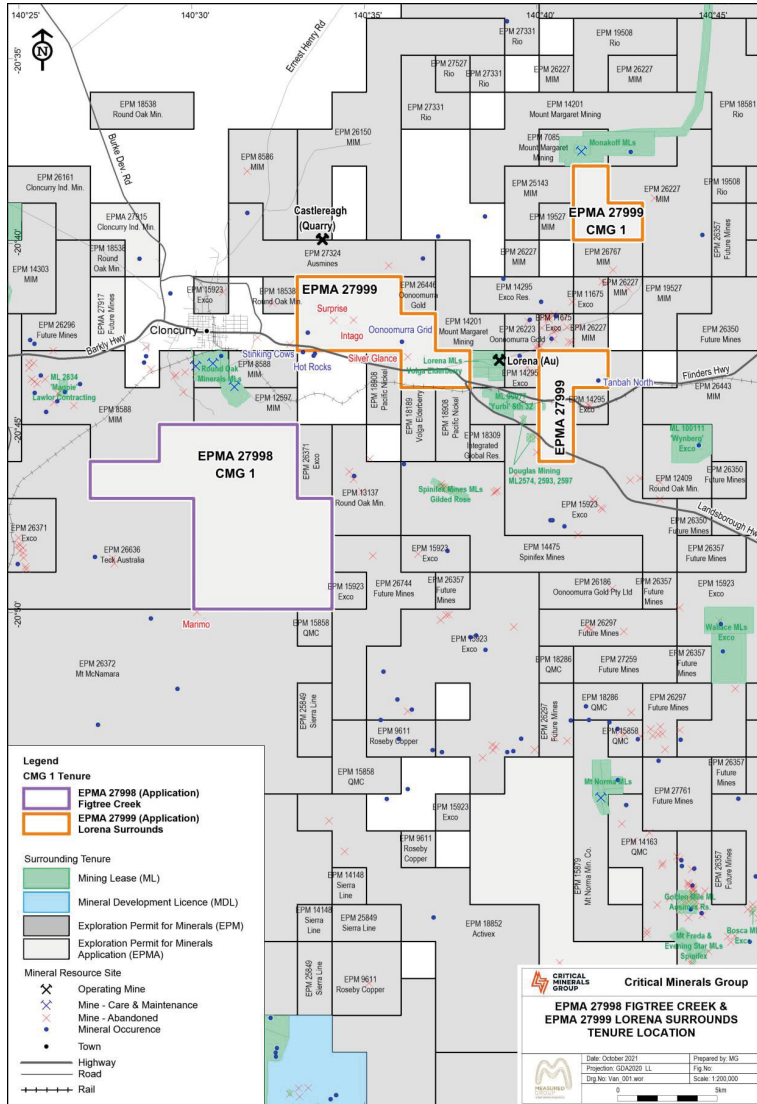 140°25'
140°30'
140°35'
140°40'
140°45'
-20°35'
-20°40'
-20°45'
-20°50'
N
Burke Dev. Rd
Ernest Henry Rd
EPM 18538
Round Oak Min.
EPM 27331
Rio
EPM 27527
Rio
EPM 27331
Rio
EPM 27331
Rio
EPM 19508
Rio
EPM 26227
MIM
EPM 26227
MIM
EPM 14201
Mount Margaret Mining
EPM 18581
Rio
EPM 26150
MIM
EPM 7085
Mount Margaret
Mining
Monakoff MLs
EPM 8586
MIM
EPM 26161
Cloncurry Ind. Min.
EPM 25143
MIM
EPM 26227
MIM
EPM 19508
Rio
EPMA 27915
Cloncurry Ind. Min.
Castlereagh
(Quarry)
EPM 19527
MIM
EPMA 27999
CMG 1
EPM 26357
Future Mines
EPM 18538
Round
Oak Min.
EPM 27324
Ausmines
EPM 26227
MIM
EPM 26767
MIM
EPM 14303
MIM
EPMA 27917
Future Mines
EPM 15923
Exco
EPM 18538
Round Oak Min.
EPMA 27999
EPM 26446
Oonoomurra
Gold
EPM 14295
Exco Res.
EPM 11675
Exco
EPM 26227
MIM
EPM 19527
MIM
EPM 26296
Future Mines
Surprise
Intago
EPM 14201
Mount Margaret
Mining
EPM 26223
Oonoomurra Gold
EPM 11675
Exco
EPM 26227
MIM
EPM 26350
Future Mines
Cloncurry
Barkly Hwy
Stinking Cows
Hot Rocks
Silver Glance
Oonoomurra Grid
Lorena MLs
Volga Elderberry
Lorena (Au)
Flinders Hwy
Round Oak
Minerals MLs
EPM 8588
MIM
EPM 14295
Exco
Tanbah North
EPM 26443
MIM
ML 2634
'Magpie'
Lawlor Contracting
EPM 8588
MIM
EPM 12597
MIM
EPM 18908
Pacific Nickel
EPM 18189
Volga Elderberry
EPM 18908
Pacific Nickel
EPMA 27999
EPM 14295
Exco
EPMA 27998
CMG 1
EPM 26371
Exco
EPM 18309
Integrated
Global Res.
Douglas Mining
ML2574, 2593, 2597
ML 100111
'Wynberg'
Exco
EPM 26350
Future Mines
EPM 13137
Round Oak Min.
Spinifex Mines MLs
Gilded Rose
EPM 12409
Round Oak Min.
Landsborough Hwy
EPM 15923
Exco
EPM 26350
Future Mines
EPM 26371
Exco
EPM 26636
Teck Australia
EPM 15923
Exco
EPM 14475
Spinifex Mines
EPM 26357
Future Mines
EPM 15923
Exco
EPM 26744
Future Mines
EPM 26357
Future
Mines
EPM 26186
Oonoomurra Gold Pty Ltd
EPM 26357
Future
Mines
EPM 15923
Exco
Marimo
EPM 15858
QMC
EPM 15923
Exco
EPM 26297
Future Mines
Wallace MLs
Exco
EPM 26372
Mt McNamara
EPM 18286
QMC
EPM 27259
Future Mines
EPM 26357
Future
Mines
EPM 25849
Sierra Line
EPM 18286
QMC
EPM 26297
Future Mines
EPM 9611
Roseby Copper
EPM 26297
Future Mines
EPM 15858
QMC
EPM 15858
QMC
EPM 26357
Future
Mines
Mt Norma MLs
EPM 27761
Future Mines
EPM 15923
Exco
EPM 9611
Roseby
Copper
EPM 15879
Mt Norma Min. Co.
EPM 14163
QMC
EPM 26357
Future Mines
EPM 14148
Sierra
Line
EPM 14148
Sierra
Line
EPM 25849
Sierra Line
EPM 18852
Activex
Golden Mile ML
Ausinex Rs.
Mt Freda &
Evening Star MLs
Spinifex
Bosca ML
Exco
EPM 25849
Sierra Line
EPM 9611
Roseby Copper
Legend
CMG 1 Tenure
EPMA 27998 (Application)
Figtree Creek
EPMA 27999 (Application)
Lorena Surrounds
Surrounding Tenure
Mining Lease (ML)
Mineral Development Licence (MDL)
Exploration Permit for Minerals (EPM)
Exploration Permit for Minerals
Application (EPMA)
Mineral Resource Site
Operating Mine
Mine - Care & Maintenance
Mine - Abandoned
Mineral Occurence
Town
Highway
Road
Rail
CRITICAL
MINERALS
GROUP
Critical Minerals Group
EPMA 27998 FIGTREE CREEK &
EPMA 27999 LORENA SURROUNDS
TENURE LOCATION
MEASURED
GROUP
Date: October 2021
Prepared by: MG
Projection: GDA2020 LL
Fig.No:
Drg.No: Van_001.wor
Scale: 1:200,000
0
5km